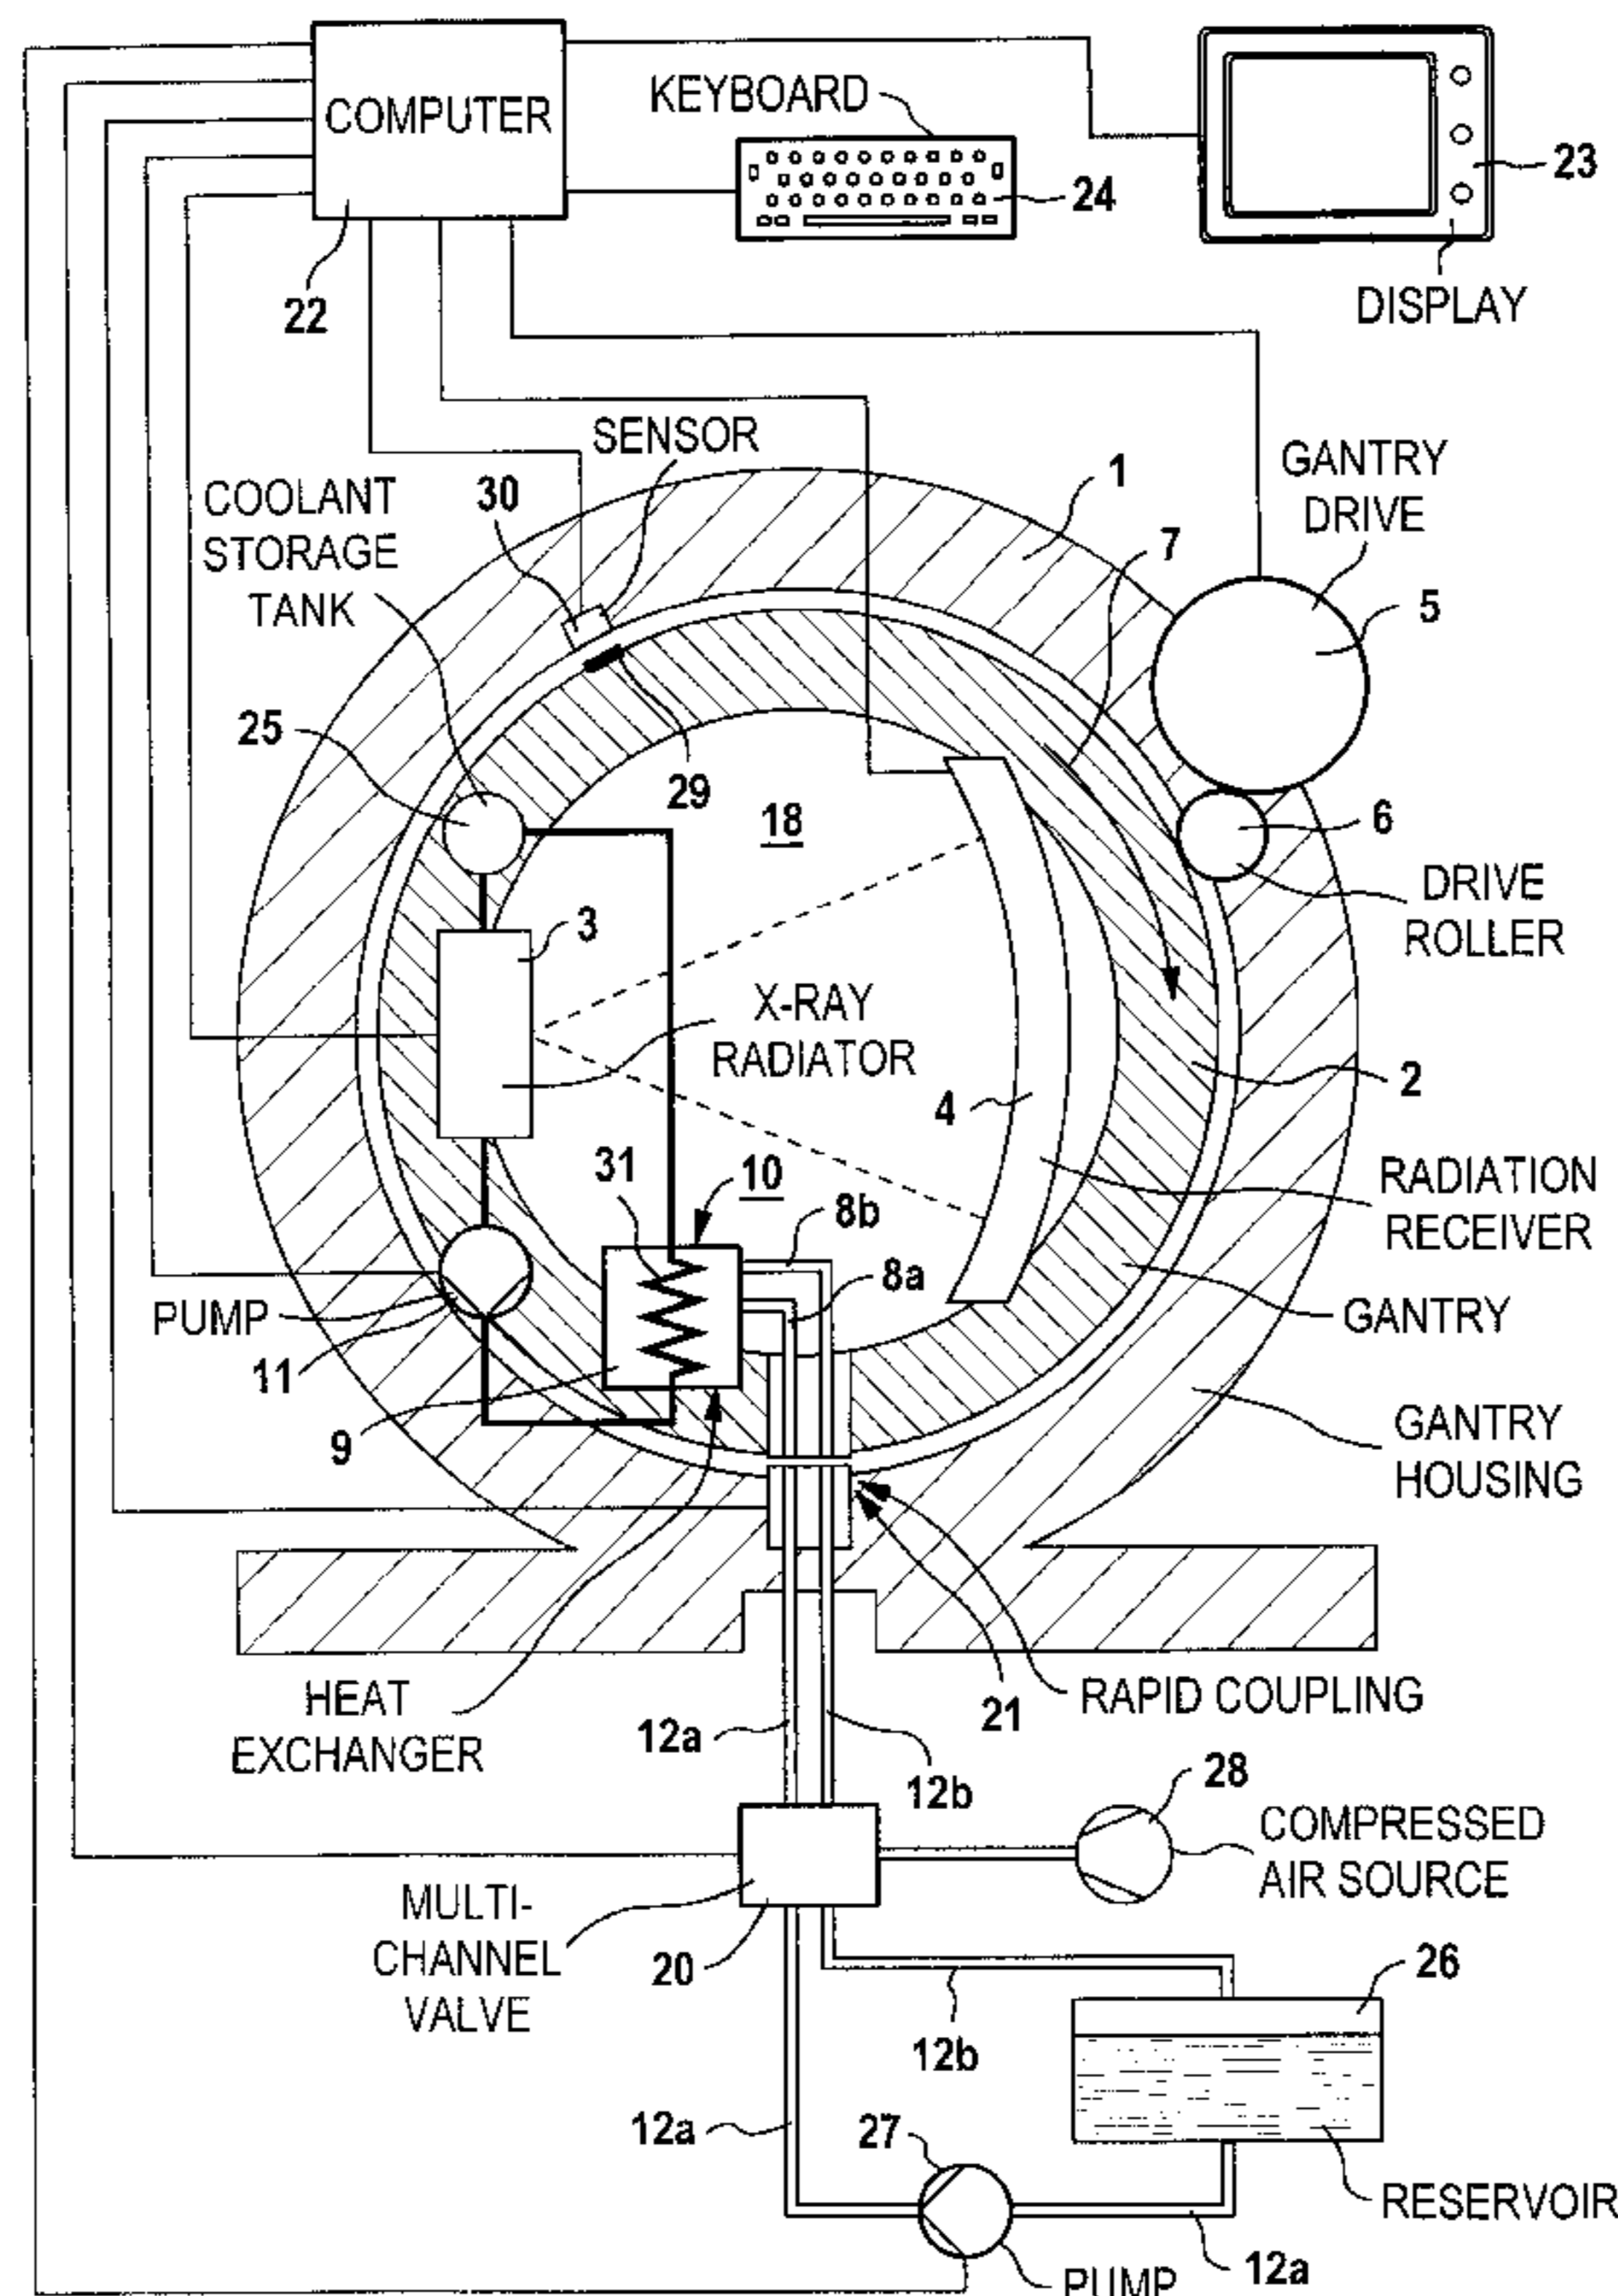 COMPUTER
KEYBOARD
24
23
22
DISPLAY
SENSOR
30
1
GANTRY
DRIVE
COOLANT
STORAGE
TANK
7
5
25
29
18
6
DRIVE
ROLLER
3
X-RAY
RADIATOR
4
2
31
10
8b
8a
RADIATION
RECEIVER
PUMP
11
GANTRY
9
GANTRY
HOUSING
HEAT
EXCHANGER
12a
12b
21
RAPID COUPLING
28
COMPRESSED
AIR SOURCE
MULTI-
CHANNEL
VALVE
20
26
12b
12a
27
RESERVOIR
12a
PUMP